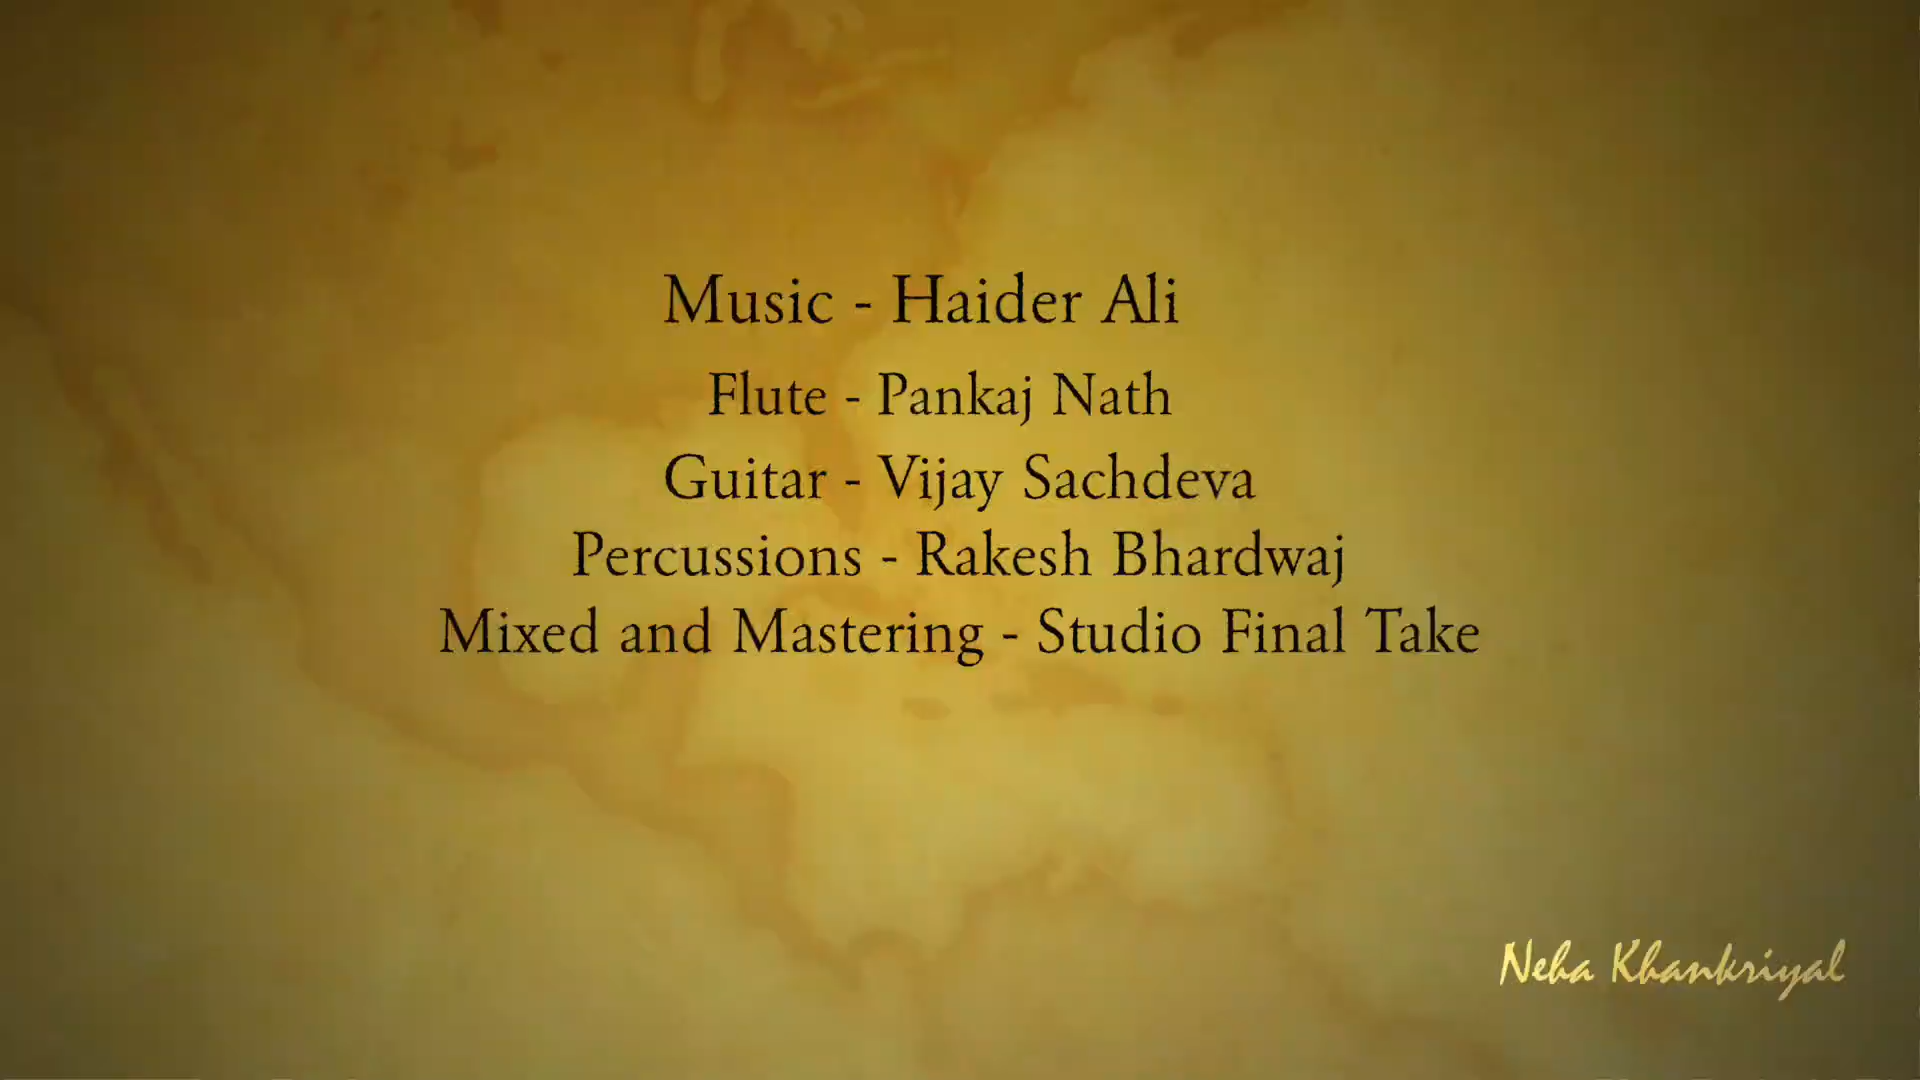 Music - Haider Ali
Flute - Pankaj Nath
Guitar - Vijay Sachdeva
Percussions - Rakesh Bhardwaj
Mixed and Mastering - Studio Final Take
Neha Khankriyal